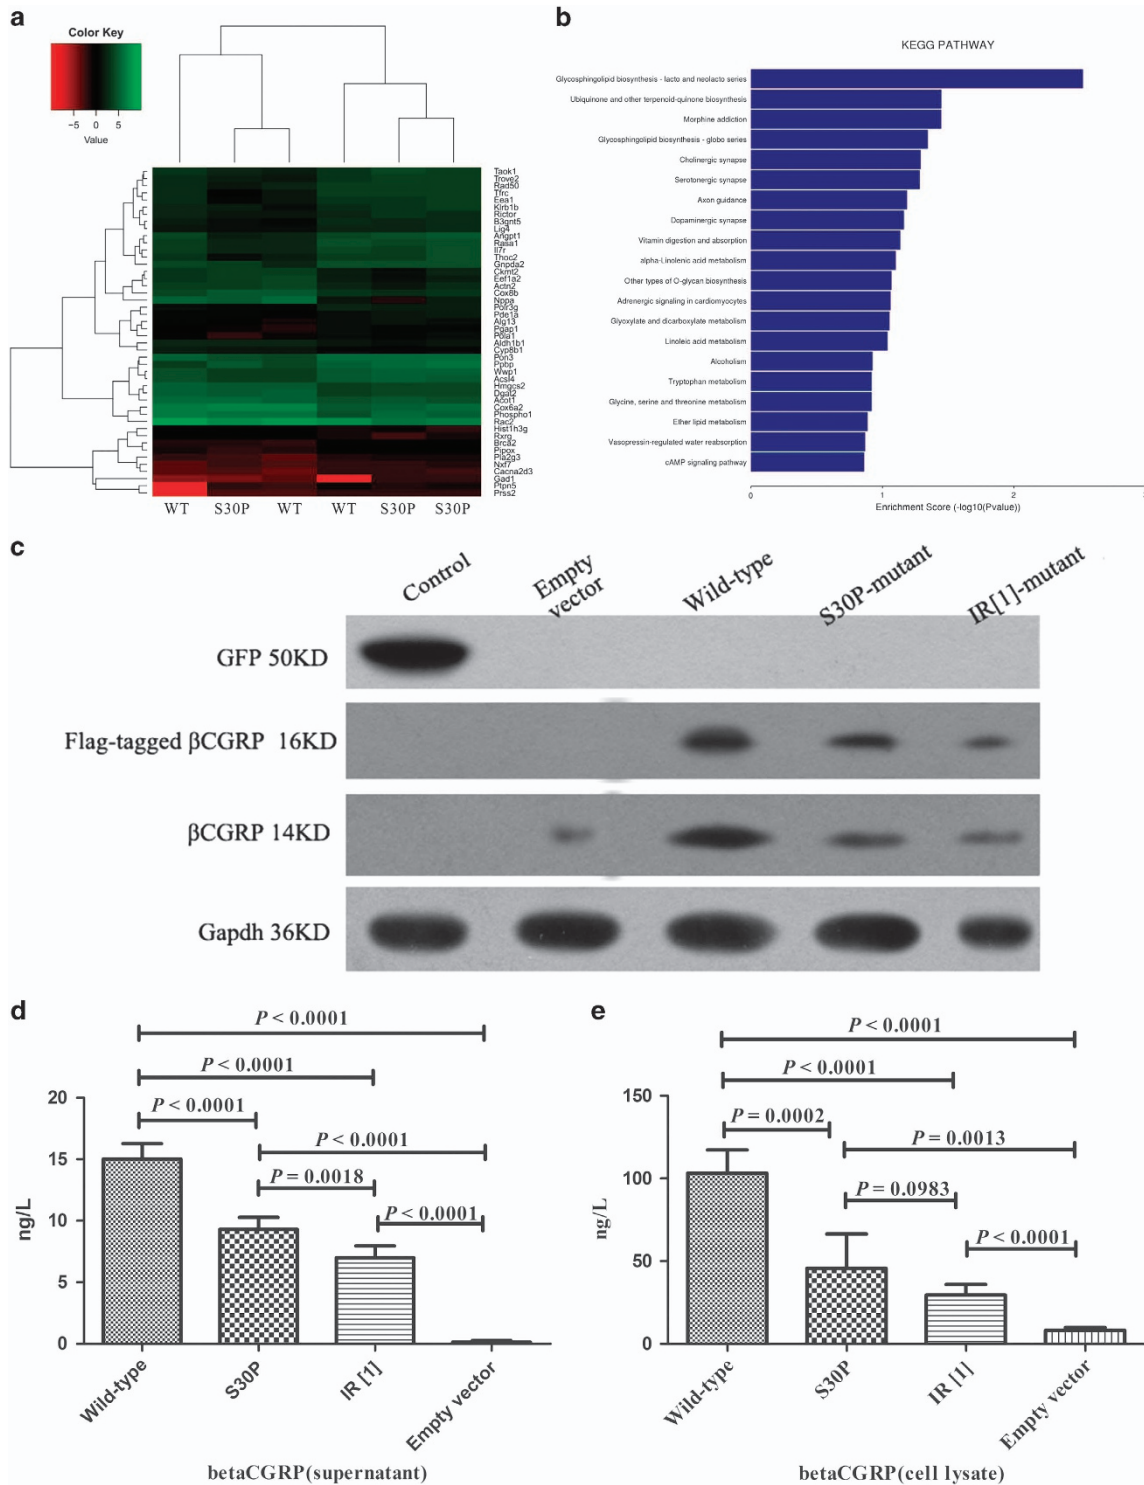 a
Color Key
−5 0 5
Value
Taok1
Trove2
Rad50
Tfrc
Eea1
Klrb1b
Rictor
B3gnt5
Lig4
Angpt1
Rasa1
Il7r
Thoc2
Gnpda2
Ckmt2
Eef1a2
Actn2
Cox8b
Nppa
Polr3g
Pde1a
Alg13
Pgap1
Pola1
Aldh1b1
Cyp8b1
Pon3
Ppbp
Wwp1
Acsl4
Hmgcs2
Dgat2
Acot1
Cox6a2
Phospho1
Rac2
Hist1h3g
Rxrg
Brca2
Pipox
Pla2g3
Nxf7
Cacna2d3
Gad1
Ptpn5
Prss2
WT S30P WT WT S30P S30P
b
KEGG PATHWAY
Glycosphingolipid biosynthesis - lacto and neolacto series
Ubiquinone and other terpenoid-quinone biosynthesis
Morphine addiction
Glycosphingolipid biosynthesis - globo series
Cholinergic synapse
Serotonergic synapse
Axon guidance
Dopaminergic synapse
Vitamin digestion and absorption
alpha-Linolenic acid metabolism
Other types of O-glycan biosynthesis
Adrenergic signaling in cardiomyocytes
Glyoxylate and dicarboxylate metabolism
Linoleic acid metabolism
Alcoholism
Tryptophan metabolism
Glycine, serine and threonine metabolism
Ether lipid metabolism
Vasopressin-regulated water reabsorption
cAMP signaling pathway
0 1 2
Enrichment Score (-log10(Pvalue))
c
Control
Empty
vector
Wild-type
S30P-mutant
IR[1]-mutant
GFP 50KD
Flag-tagged βCGRP 16KD
βCGRP 14KD
Gapdh 36KD
d
P < 0.0001
P < 0.0001
P < 0.0001
P < 0.0001
P = 0.0018
P < 0.0001
20
15
10
5
0
ng/L
Wild-type
S30P
IR [1]
Empty vector
betaCGRP(supernatant)
e
P < 0.0001
P < 0.0001
P = 0.0002
P = 0.0013
P = 0.0983
P < 0.0001
150
100
50
0
ng/L
Wild-type
S30P
IR [1]
Empty vector
betaCGRP(cell lysate)